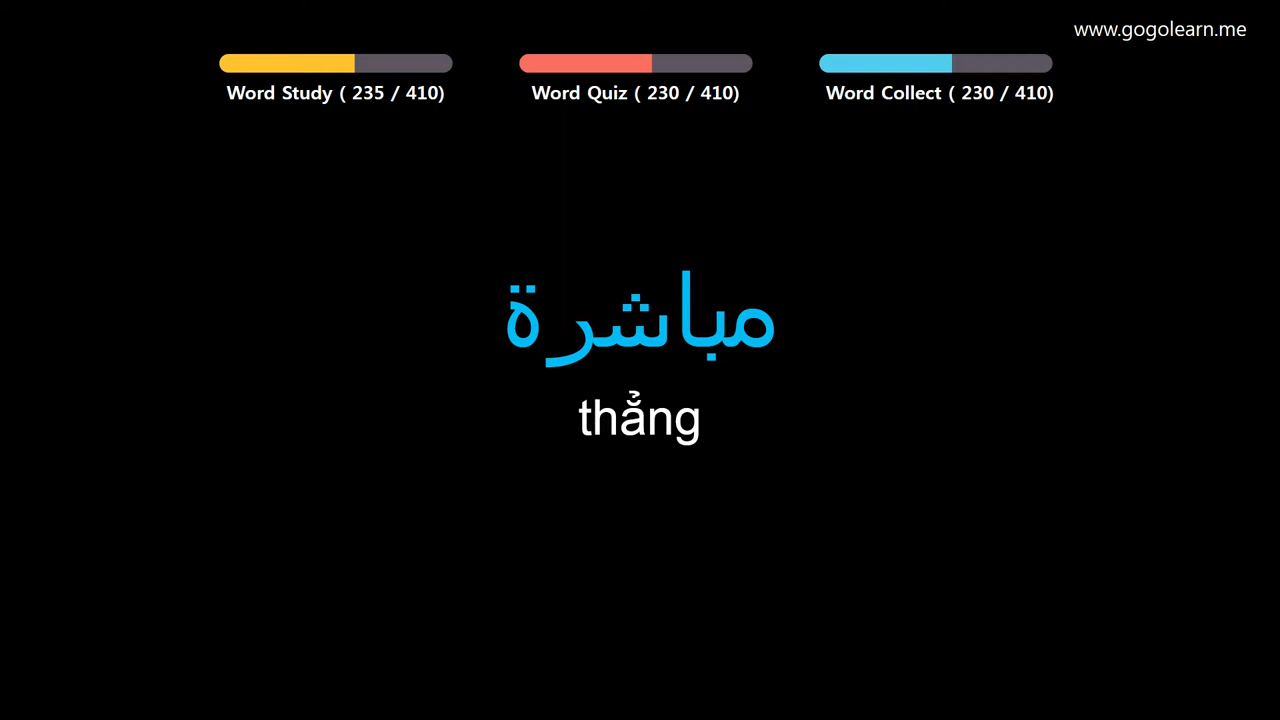 www.gogolearn.me
Word Study ( 235 / 410)
Word Quiz ( 230 / 410)
Word Collect ( 230 / 410)
مباشرة
thẳng